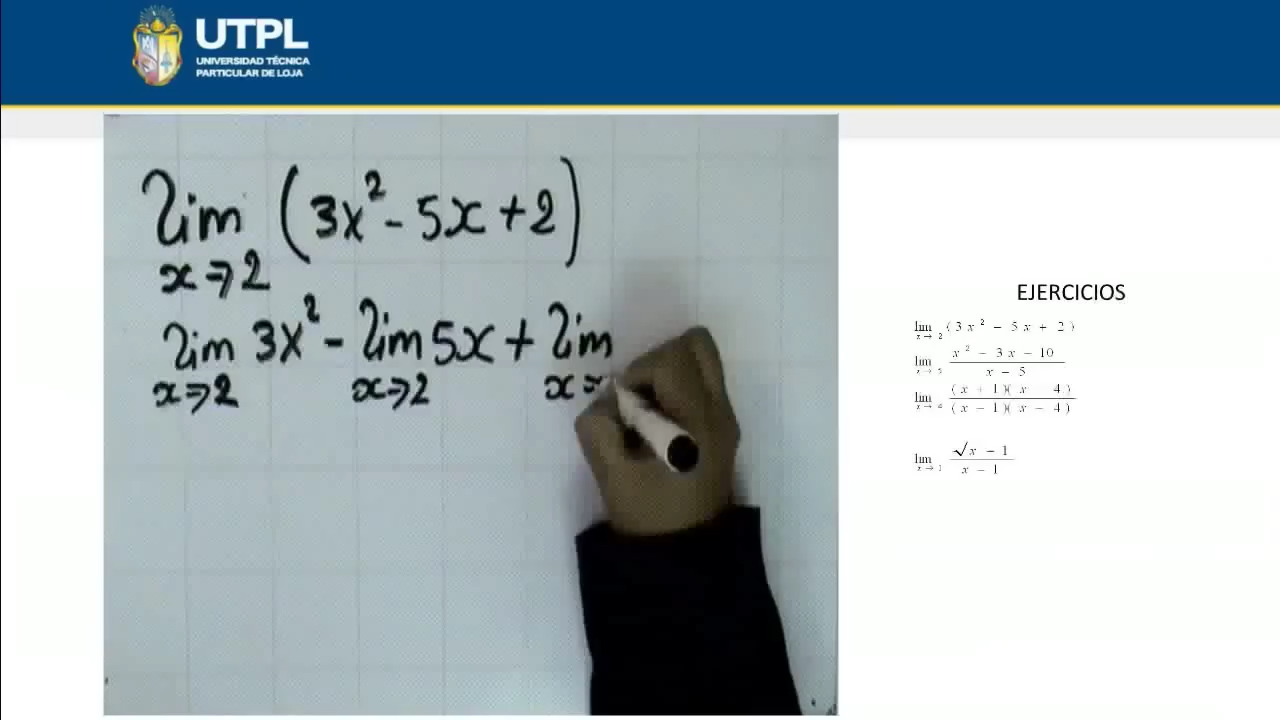 UTPL
UNIVERSIDAD TÉCNICA
PARTICULAR DE LOJA
lim (3x² - 5x + 2)
x→2
lim 3x² - lim 5x + lim
x→2 x→2 x→
EJERCICIOS
lim (3x² - 5x + 2)
x→2
lim x² - 3x - 10
x→5 x - 5
lim (x + 1)(x 4)
x→4 (x - 1)(x - 4)
lim √x - 1
x→1 x - 1